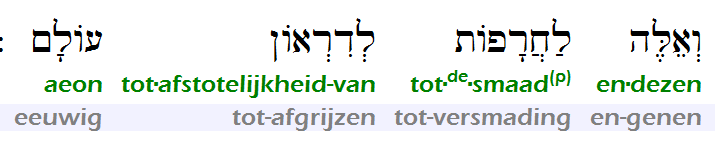 וְאֵלֶּה לַחֲרָפוֹת לְדִרְאוֹן עוֹלָם׃
aeon tot·afstotelijkheid-van tot·de·smaad(p) en·dezen
eeuwig tot-afgrijzen tot-versmading en-genen